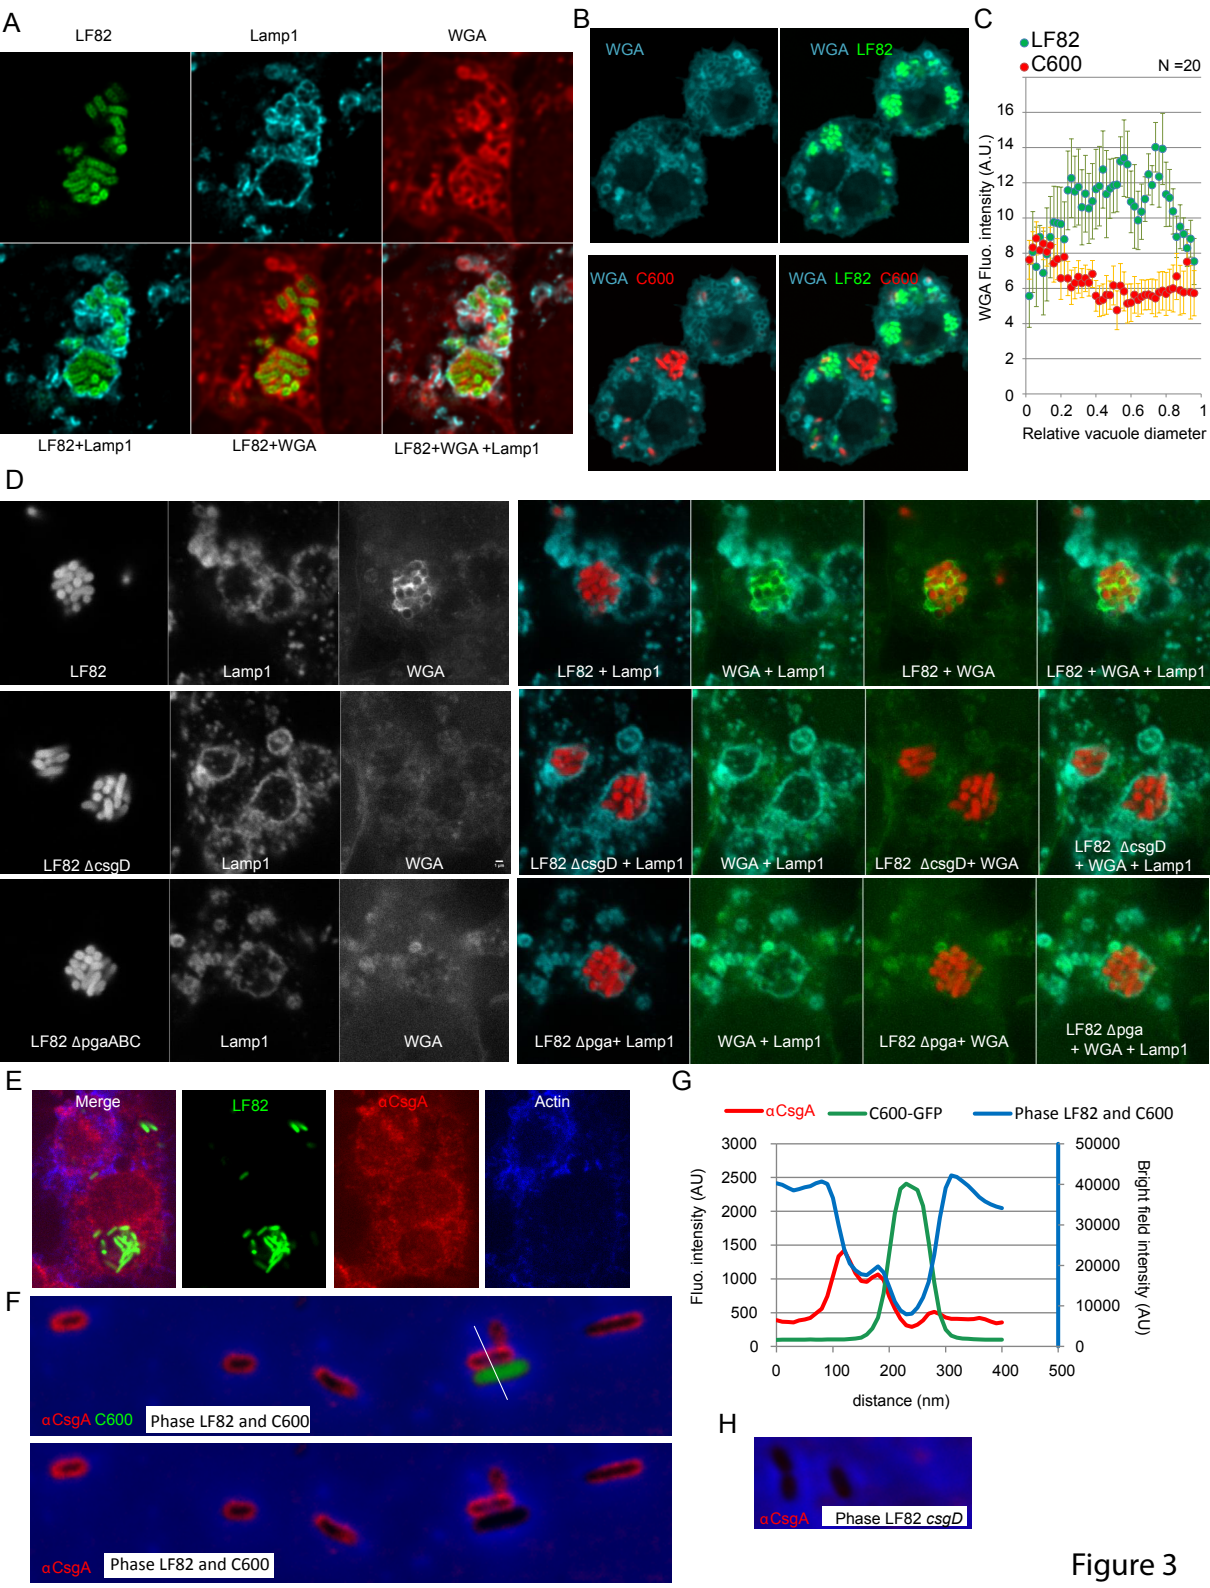 A
LF82
Lamp1
WGA
LF82+Lamp1
LF82+WGA
LF82+WGA +Lamp1
B
WGA
WGA LF82
WGA C600
WGA LF82 C600
C
LF82
C600
N =20
WGA Fluo. intensity (A.U.)
16
14
12
10
8
6
4
2
0
0 0.2 0.4 0.6 0.8 1
Relative vacuole diameter
D
LF82
Lamp1
WGA
LF82 + Lamp1
WGA + Lamp1
LF82 + WGA
LF82 + WGA + Lamp1
LF82 ΔcsgD
Lamp1
WGA
LF82 ΔcsgD + Lamp1
WGA + Lamp1
LF82 ΔcsgD+ WGA
LF82 ΔcsgD
+ WGA + Lamp1
LF82 ΔpgaABC
Lamp1
WGA
LF82 Δpga+ Lamp1
WGA + Lamp1
LF82 Δpga+ WGA
LF82 Δpga
+ WGA + Lamp1
E
Merge
LF82
αCsgA
Actin
F
αCsgA C600
Phase LF82 and C600
αCsgA
Phase LF82 and C600
G
αCsgA
C600-GFP
Phase LF82 and C600
Fluo. intensity (AU)
3000
2500
2000
1500
1000
500
0
50000
40000
30000
20000
10000
0
Bright field intensity (AU)
0 100 200 300 400 500
distance (nm)
H
αCsgA
Phase LF82 csgD
Figure 3